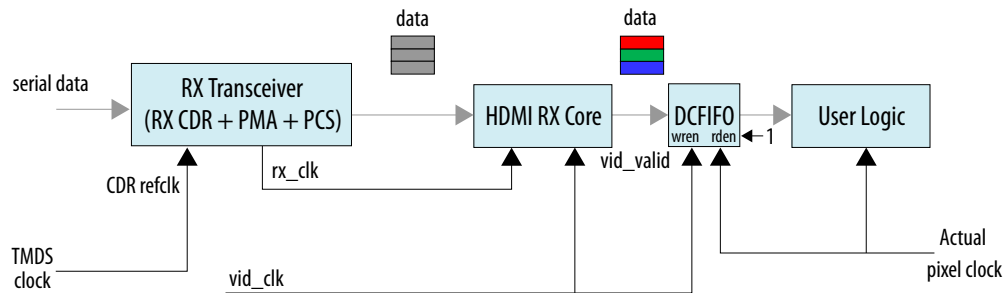 data
data
serial data
RX Transceiver
(RX CDR + PMA + PCS)
HDMI RX Core
DCFIFO
wren rden
1
User Logic
vid_valid
rx_clk
CDR refclk
TMDS
clock
vid_clk
Actual
pixel clock